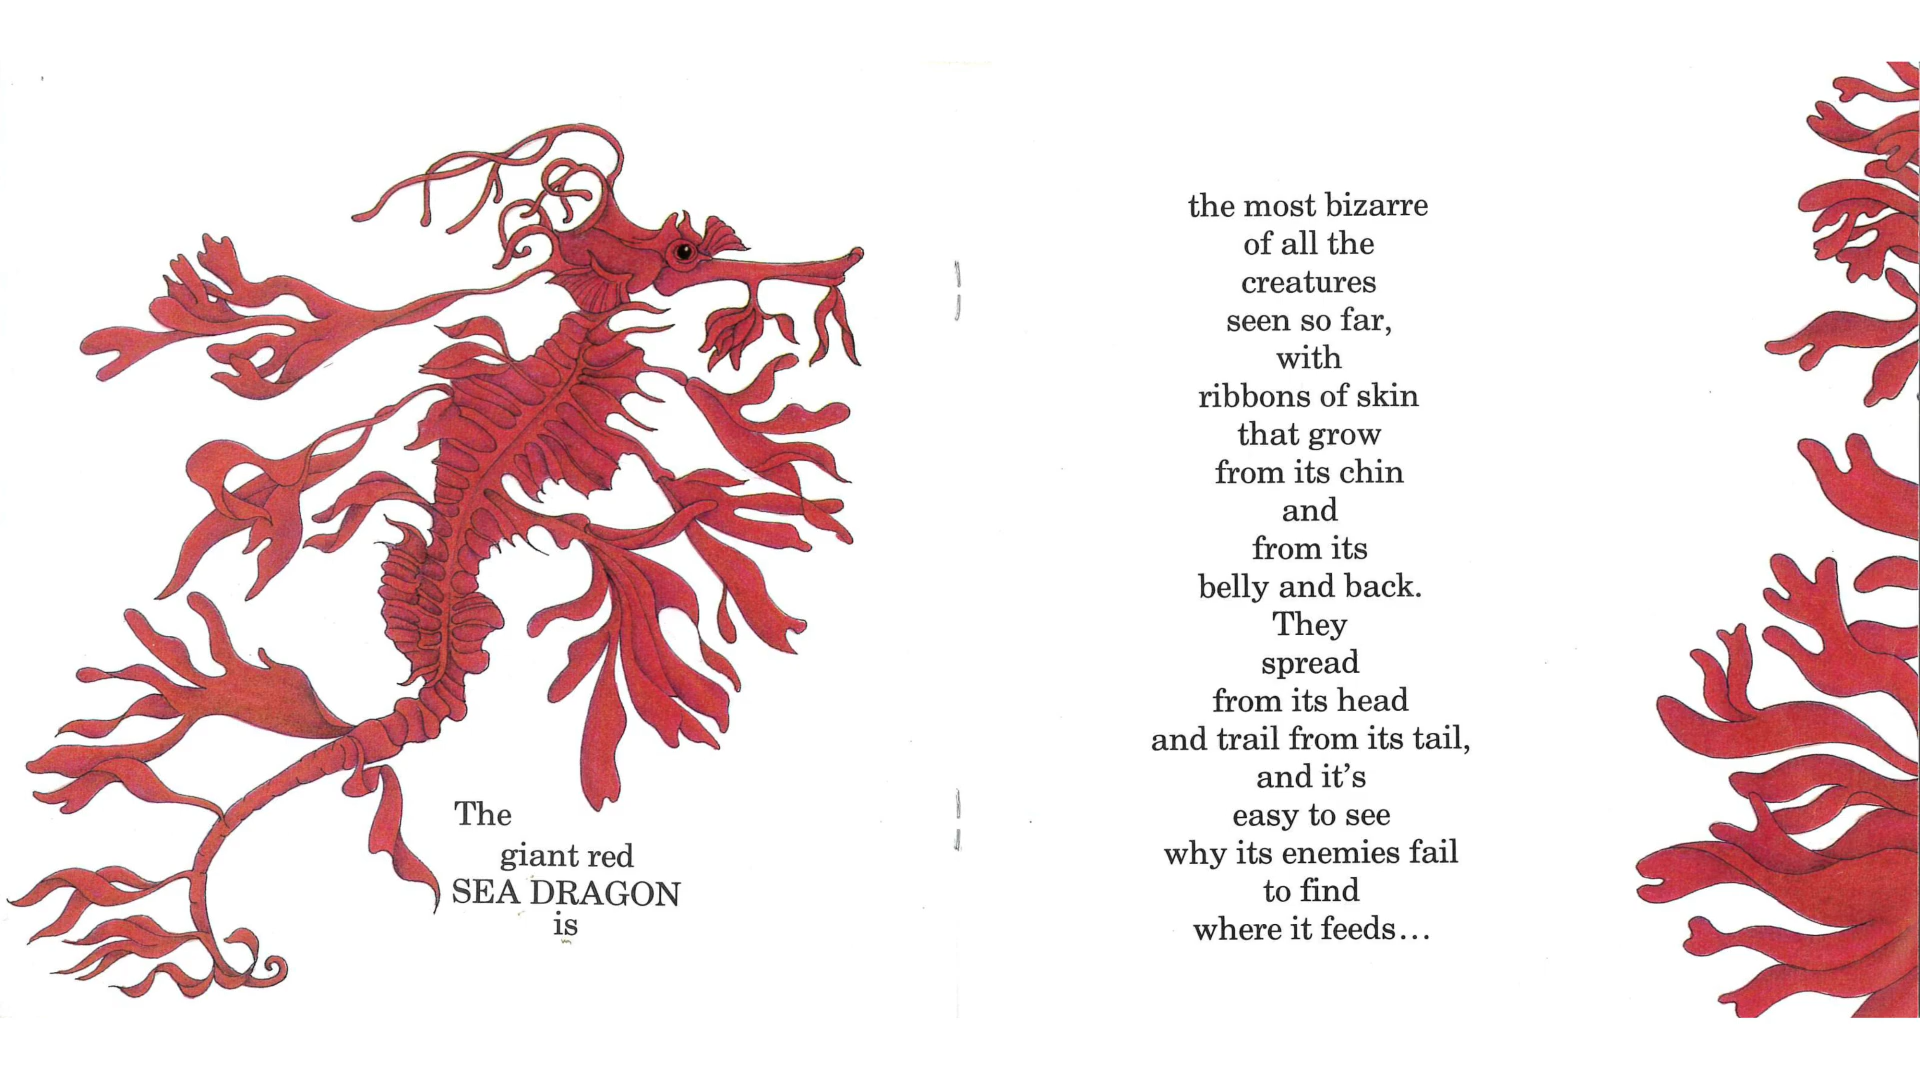 The
giant red
SEA DRAGON
is
the most bizarre
of all the
creatures
seen so far,
with
ribbons of skin
that grow
from its chin
and
from its
belly and back.
They
spread
from its head
and trail from its tail,
and it's
easy to see
why its enemies fail
to find
where it feeds...